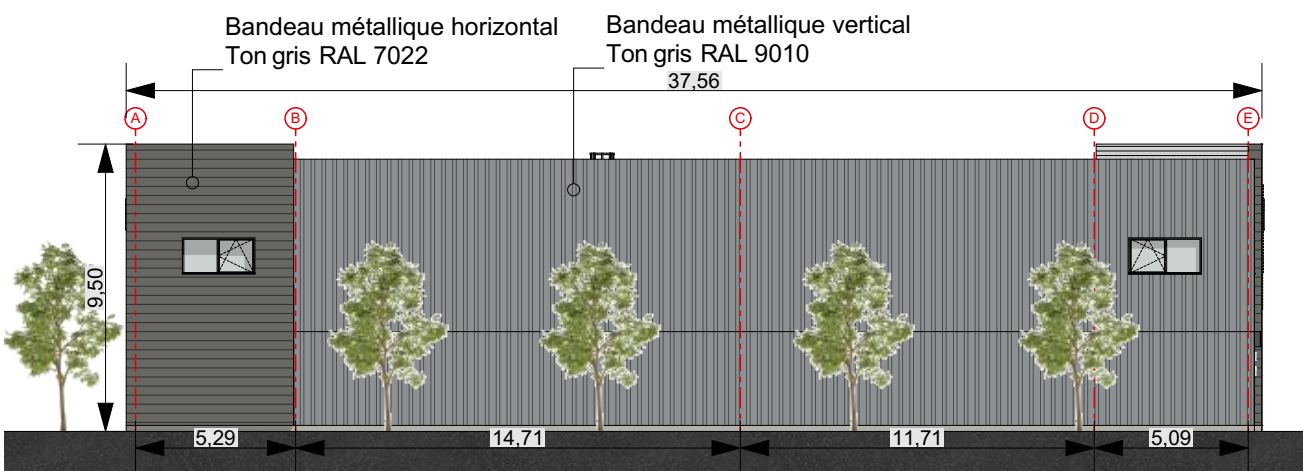 Bandeau métallique horizontal
Ton gris RAL 7022
Bandeau métallique vertical
Ton gris RAL 9010
37,56
A
B
C
D
E
9,50
5,29
14,71
11,71
5,09